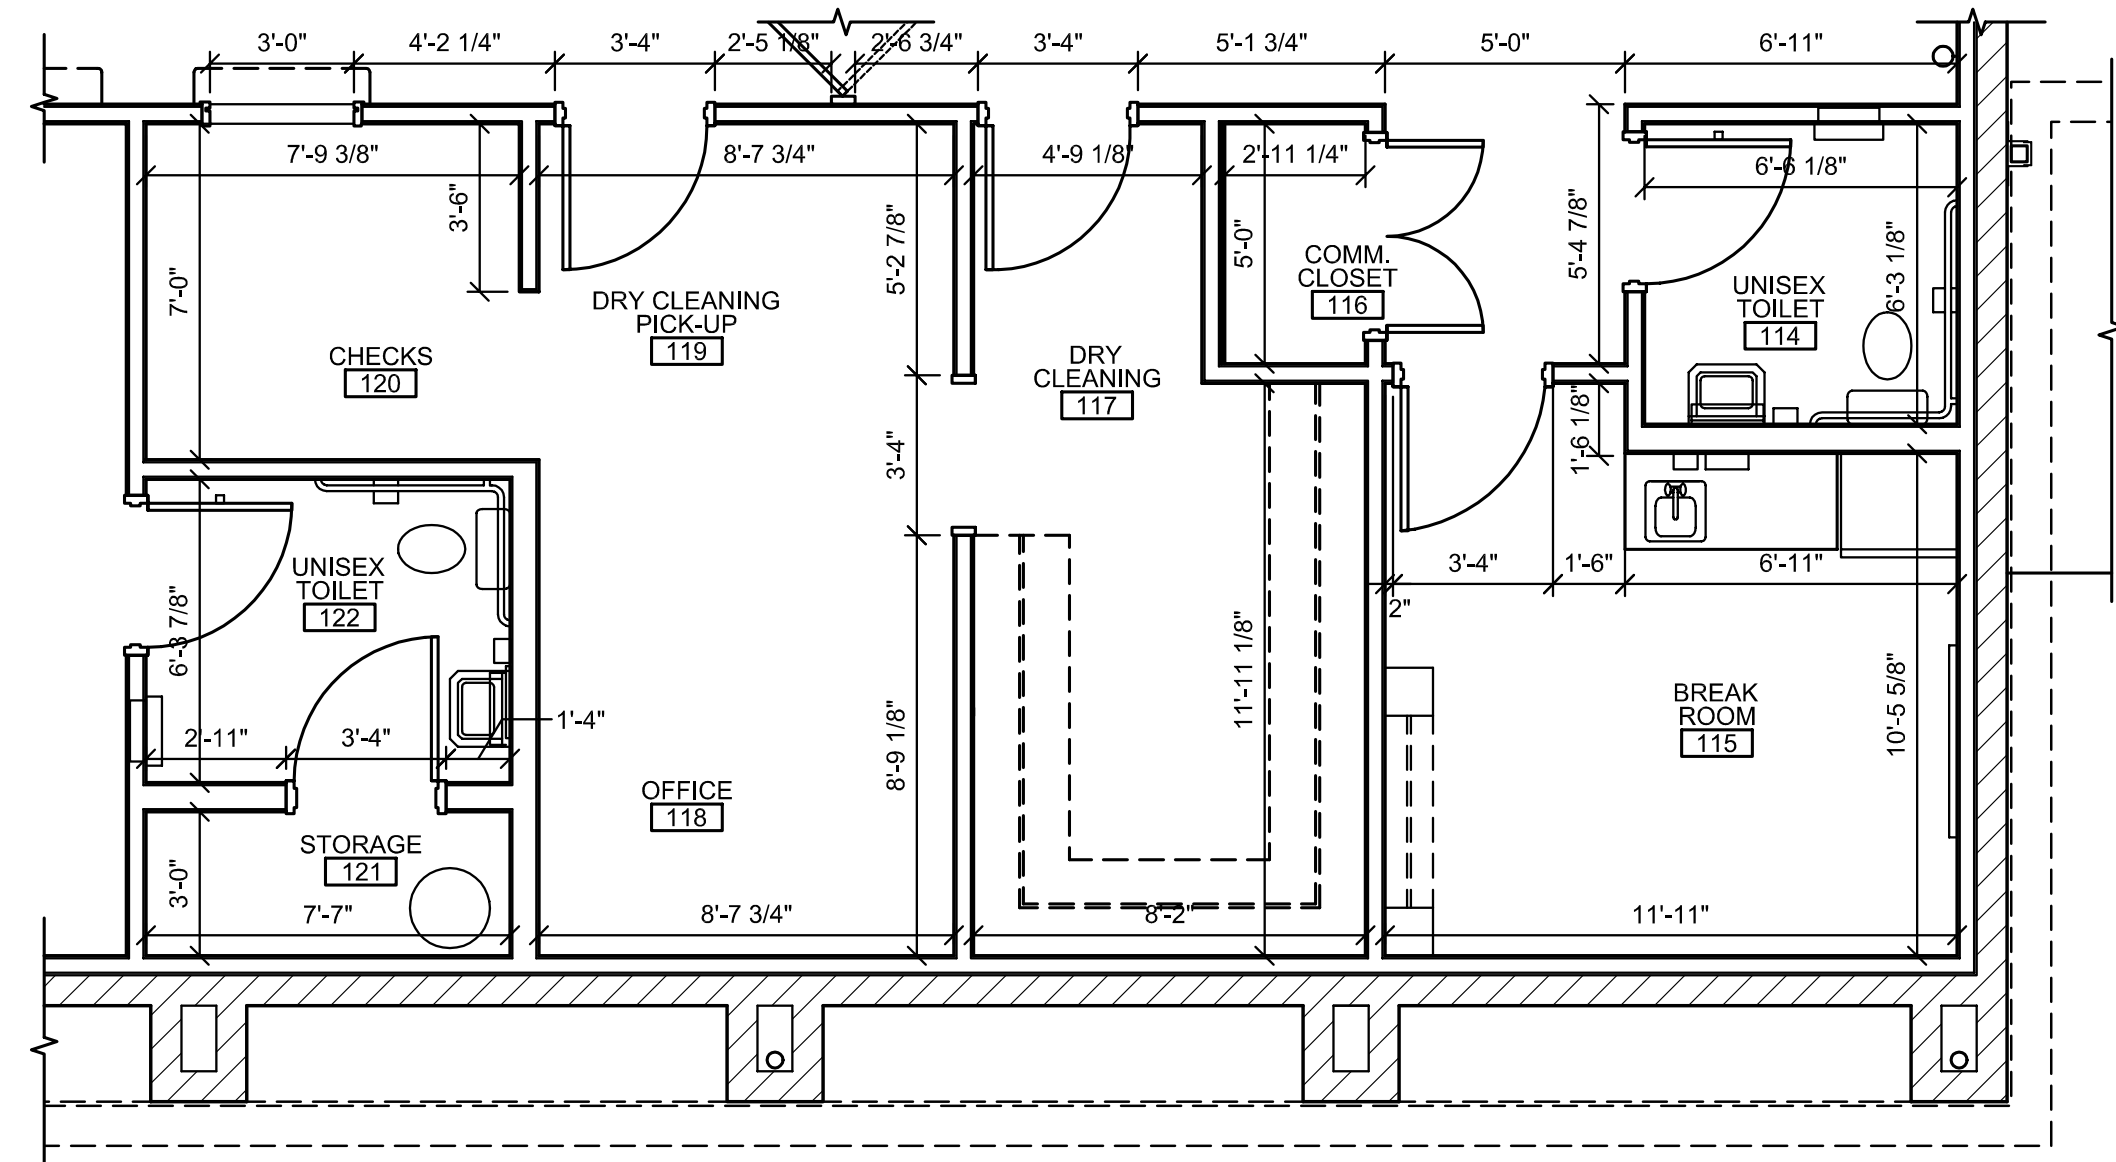 3'-0" 4'-2 1/4" 3'-4" 2'-5 1/8" 2'-6 3/4" 3'-4" 5'-1 3/4" 5'-0" 6'-11"
7'-9 3/8" 8'-7 3/4" 4'-9 1/8" 2'-11 1/4" 6'-6 1/8"
3'-6"
7'-0"
5'-2 7/8"
5'-0"
5'-4 7/8"
6'-3 1/8"
DRY CLEANING
PICK-UP
119
COMM.
CLOSET
116
UNISEX
TOILET
114
CHECKS
120
DRY
CLEANING
117
3'-4"
1'-6 1/8"
UNISEX
TOILET
122
6'-3 7/8"
3'-4" 1'-6" 6'-11"
2"
11'-11 1/8"
10'-5 5/8"
BREAK
ROOM
115
2'-11" 3'-4" 1'-4"
8'-9 1/8"
OFFICE
118
STORAGE
121
3'-0"
7'-7" 8'-7 3/4" 8'-2" 11'-11"